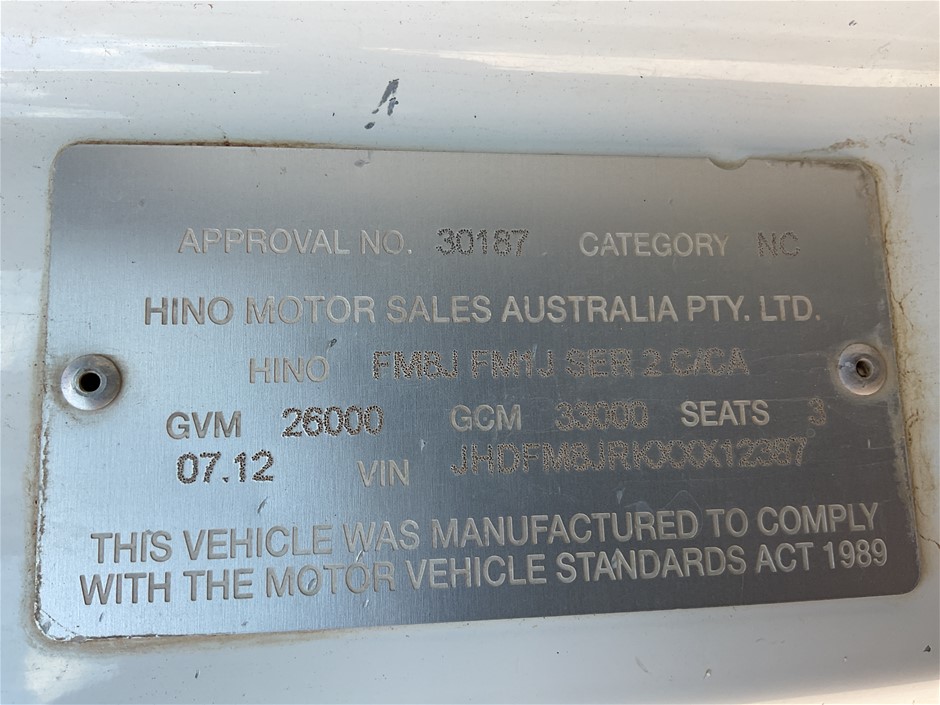 APPROVAL NO. 30187 CATEGORY NC
HINO MOTOR SALES AUSTRALIA PTY. LTD.
HINO FM8J FM1J SER 2 C/CA
GVM 26000 GCM 33000 SEATS 3
07.12 VIN JHDFM8JRKXXX12387
THIS VEHICLE WAS MANUFACTURED TO COMPLY
WITH THE MOTOR VEHICLE STANDARDS ACT 1989